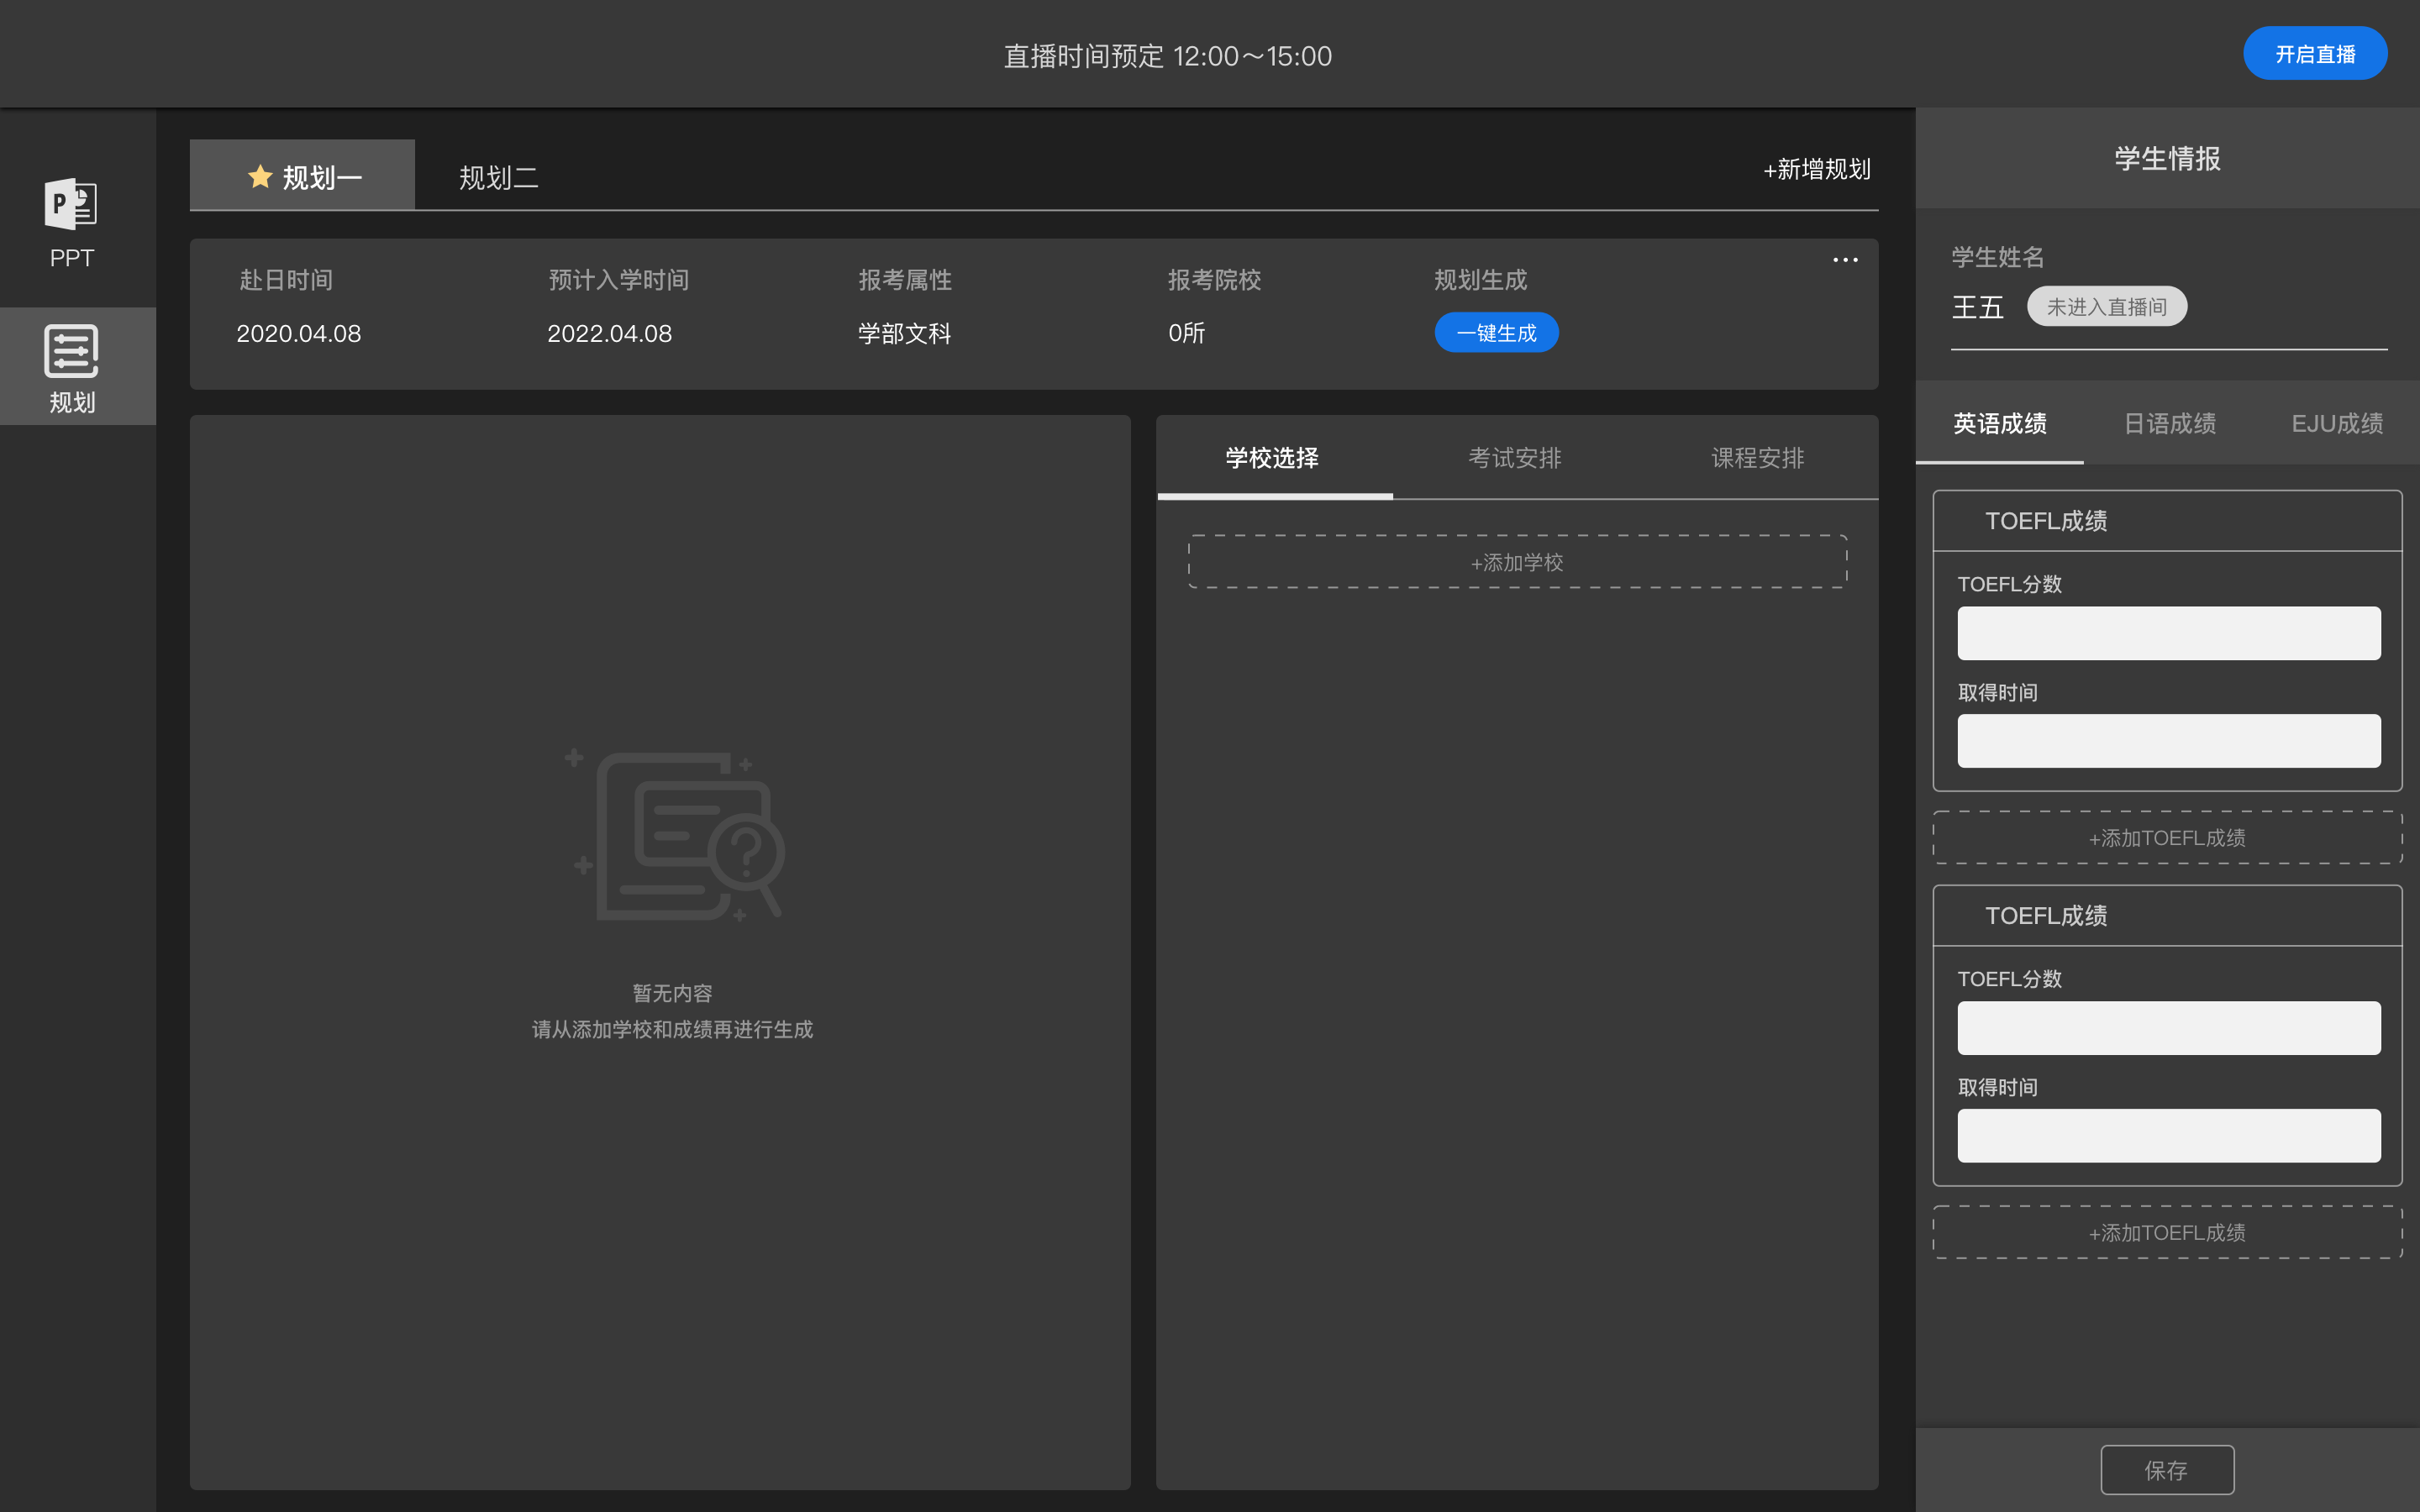 直播时间预定 12:00～15:00
开启直播
P
PPT
规划
规划一
规划二
+新增规划
赴日时间
预计入学时间
报考属性
报考院校
规划生成
2020.04.08
2022.04.08
学部文科
0所
一键生成
暂无内容
请从添加学校和成绩再进行生成
学校选择
考试安排
课程安排
+添加学校
学生情报
学生姓名
王五
未进入直播间
英语成绩
日语成绩
EJU成绩
TOEFL成绩
TOEFL分数
取得时间
+添加TOEFL成绩
TOEFL成绩
TOEFL分数
取得时间
+添加TOEFL成绩
保存